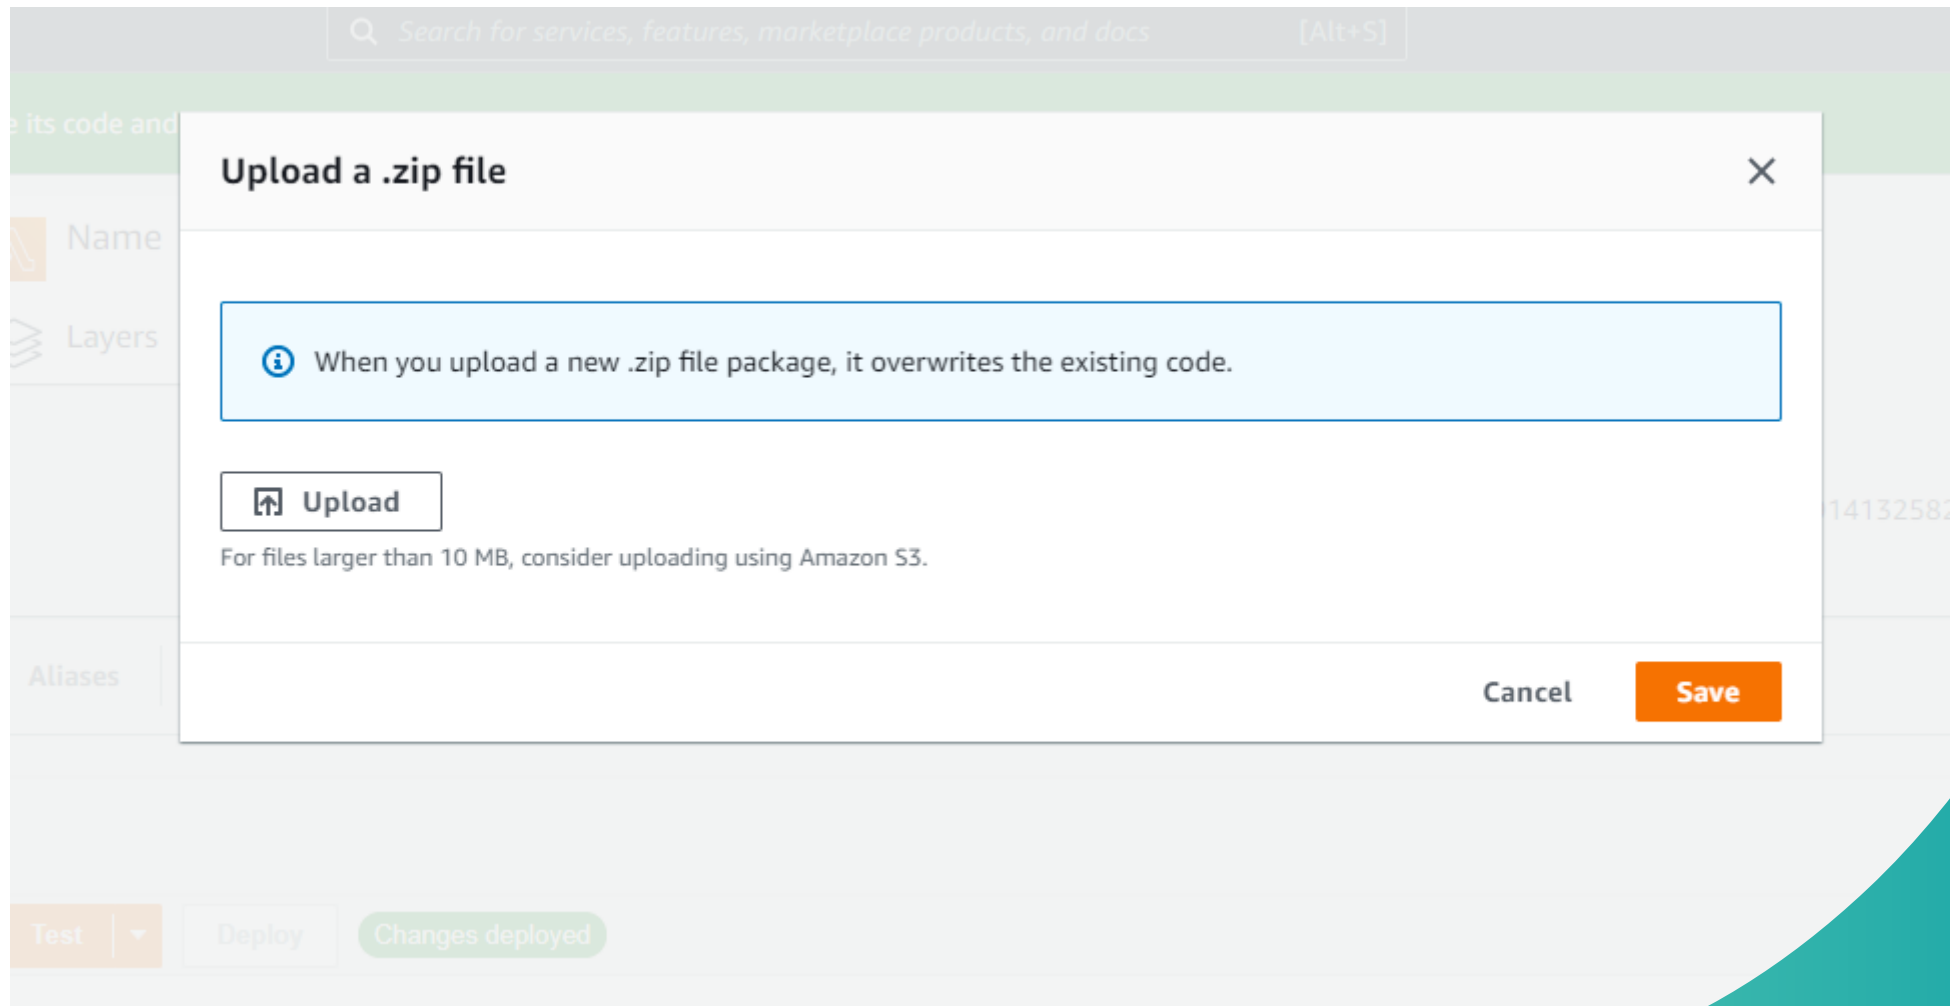 Search for services, features, marketplace products, and docs [Alt+S]
e its code and
Upload a .zip file
Name
Layers
When you upload a new .zip file package, it overwrites the existing code.
Upload
For files larger than 10 MB, consider uploading using Amazon S3.
14132582
Aliases
Cancel Save
Test Deploy Changes deployed